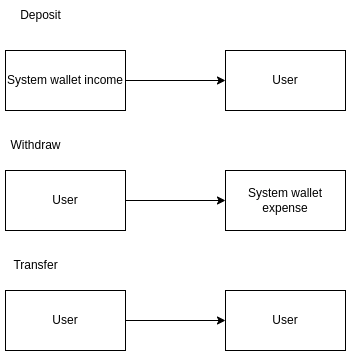 Deposit
System wallet income
User
Withdraw
User
System wallet
expense
Transfer
User
User